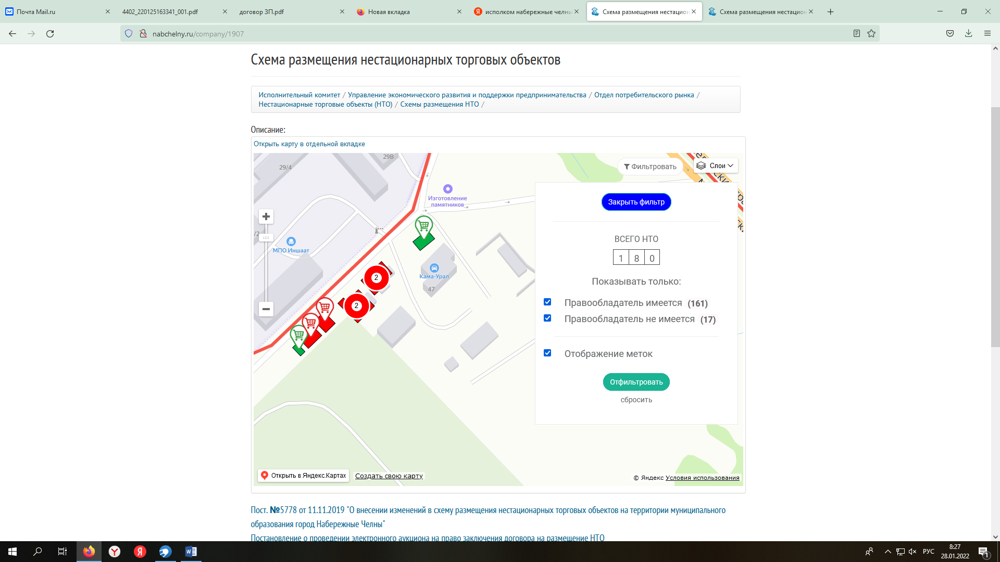 Почта Mail.ru
4402_220125163341_001.pdf
договор ЗП.pdf
Новая вкладка
исполком набережные челны
Схема размещения нестацион
Схема размещения нестацион
nabchelny.ru/company/1907
Схема размещения нестационарных торговых объектов
Исполнительный комитет / Управление экономического развития и поддержки предпринимательства / Отдел потребительского рынка /
Нестационарные торговые объекты (НТО) / Схемы размещения НТО /
Описание:
Открыть карту в отдельной вкладке
29В
29/4
Фильтровать
Слои
Изготовление
памятников
Закрыть фильтр
/2
МПО Иншаат
ВСЕГО НТО
1 8 0
Кама-Урал
47
2
2
Показывать только:
Правообладатель имеется (161)
Правообладатель не имеется (17)
Отображение меток
Отфильтровать
сбросить
Открыть в Яндекс.Картах
Создать свою карту
© Яндекс Условия использования
Пост. №5778 от 11.11.2019 "О внесении изменений в схему размещения нестационарных торговых объектов на территории муниципального
образования город Набережные Челны"
Постановление о проведении электронного аукциона на право заключения договора на размещение НТО
РУС
8:27
28.01.2022
1